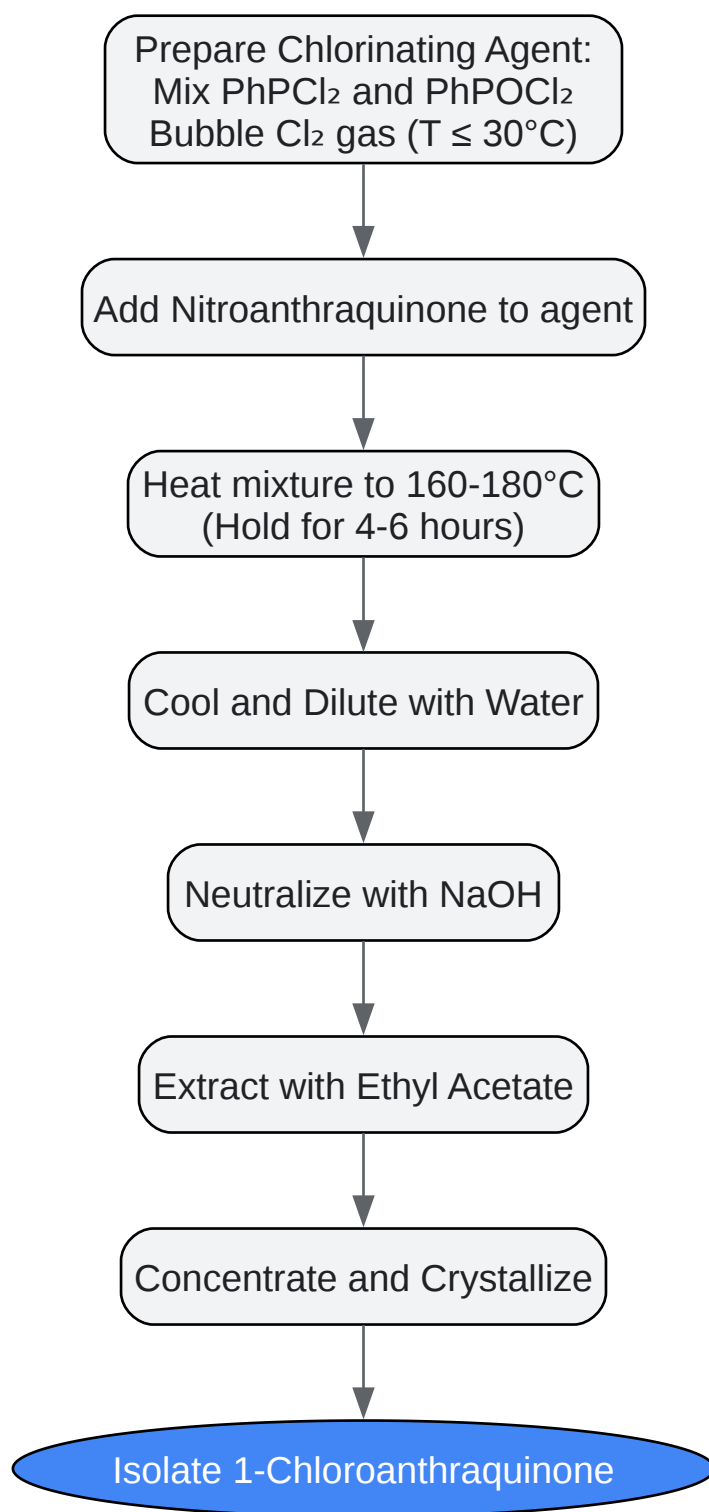 Prepare Chlorinating Agent:
Mix PhPCl₂ and PhPOCl₂
Bubble Cl₂ gas (T ≤ 30°C)
Add Nitroanthraquinone to agent
Heat mixture to 160-180°C
(Hold for 4-6 hours)
Cool and Dilute with Water
Neutralize with NaOH
Extract with Ethyl Acetate
Concentrate and Crystallize
Isolate 1-Chloroanthraquinone